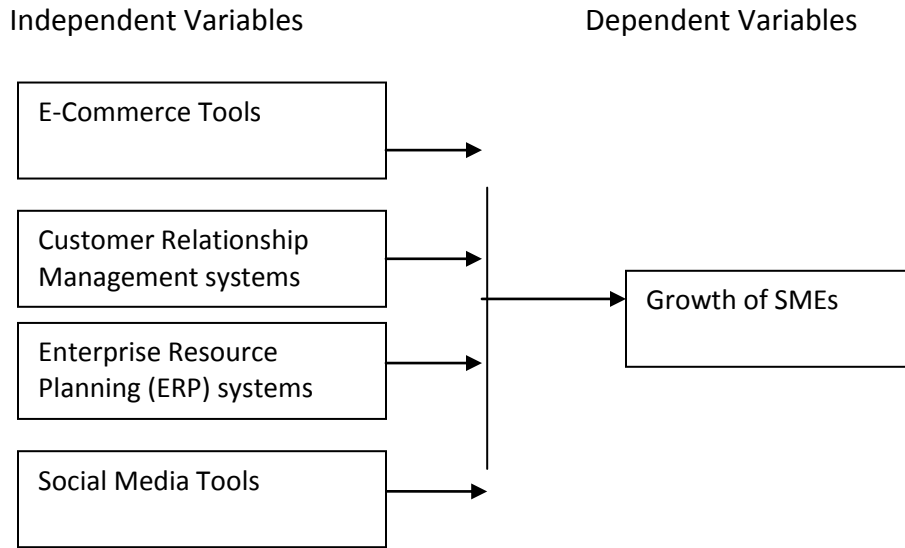 Independent Variables
Dependent Variables
E-Commerce Tools
Customer Relationship
Management systems
Enterprise Resource
Planning (ERP) systems
Social Media Tools
Growth of SMEs